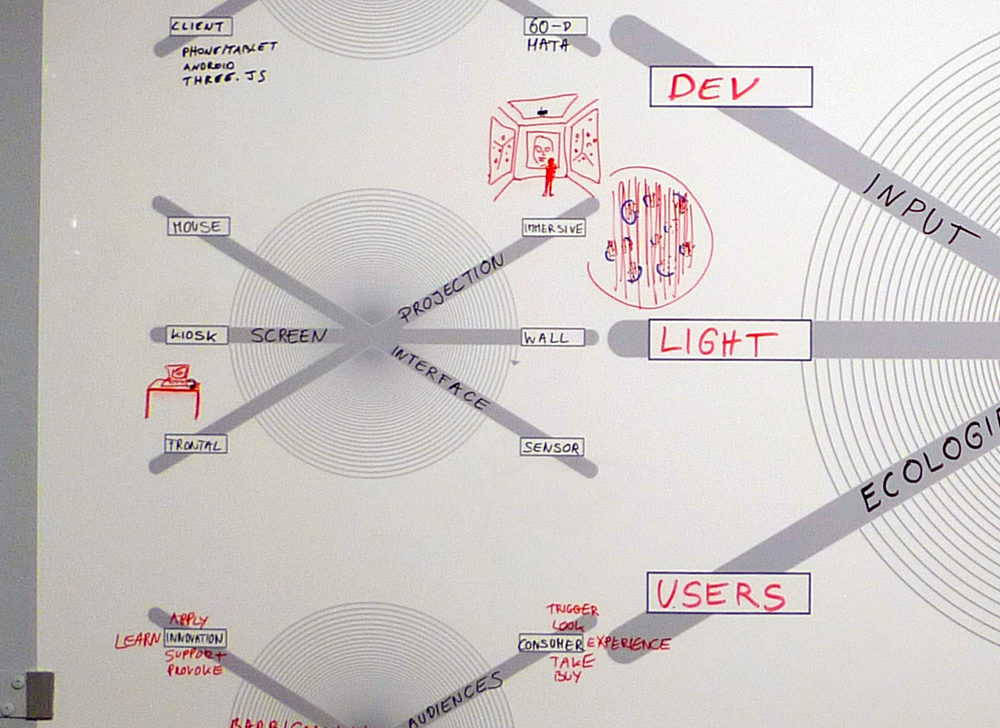 CLIENT
PHONE/TABLET
ANDROID
THREE.JS
60-D
MATA
DEV
INPUT
MOUSE
IMMERSIVE
PROJECTION
KIOSK
SCREEN
WALL
LIGHT
INTERFACE
FRONTAL
SENSOR
ECOLOGI
USERS
APPLY
LEARN INNOVATION
SUPPORT
PROVOKE
TRIGGER
LOOK
CONSUMER EXPERIENCE
TAKE
BUY
AUDIENCES